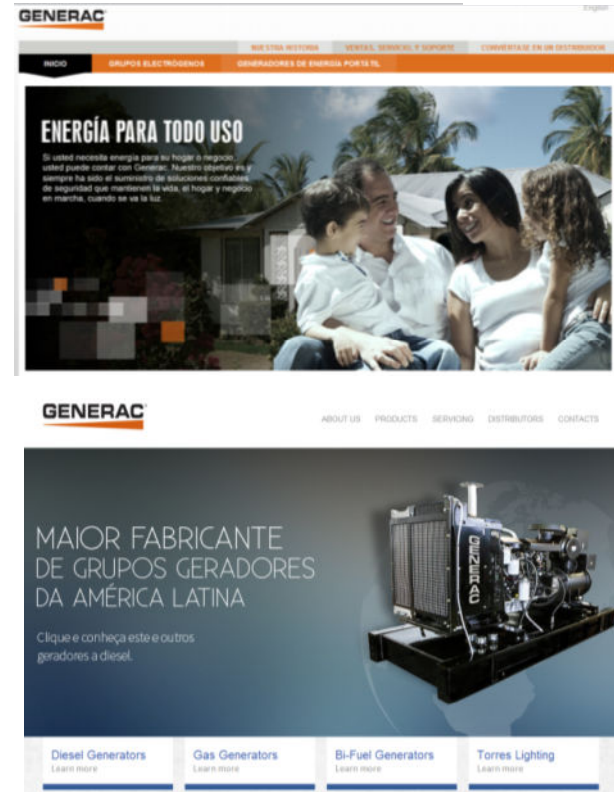 English
GENERAC
NUESTRA HISTORIA VENTAS, SERVICEL Y SUPORTE CONVIÉRTASE EN UN DISTRIBUIDOR
INICIO GRUPOS ELECTRÓGENOS GENERADORES DE ENERGÍA PORTÁTIL
ENERGÍA PARA TODO USO
Si usted necesita energía para su hogar o negocio,
usted puede contar con Generac. Nuestro objetivo es y
siempre ha sido el suministro de soluciones confiables
de seguridad que mantienen la vida, el hogar y negocio
en marcha, cuando se va la luz.
GENERAC
ABOUT US PRODUCTS SERVICING DISTRIBUTORS CONTACTS
MAIOR FABRICANTE
DE GRUPOS GERADORES
DA AMÉRICA LATINA
GENERAC
Clique e conheça este e outros
geradores a diesel.
Diesel Generators Gas Generators Bi-Fuel Generators Torres Lighting
Learn more Learn more Learn more Learn more